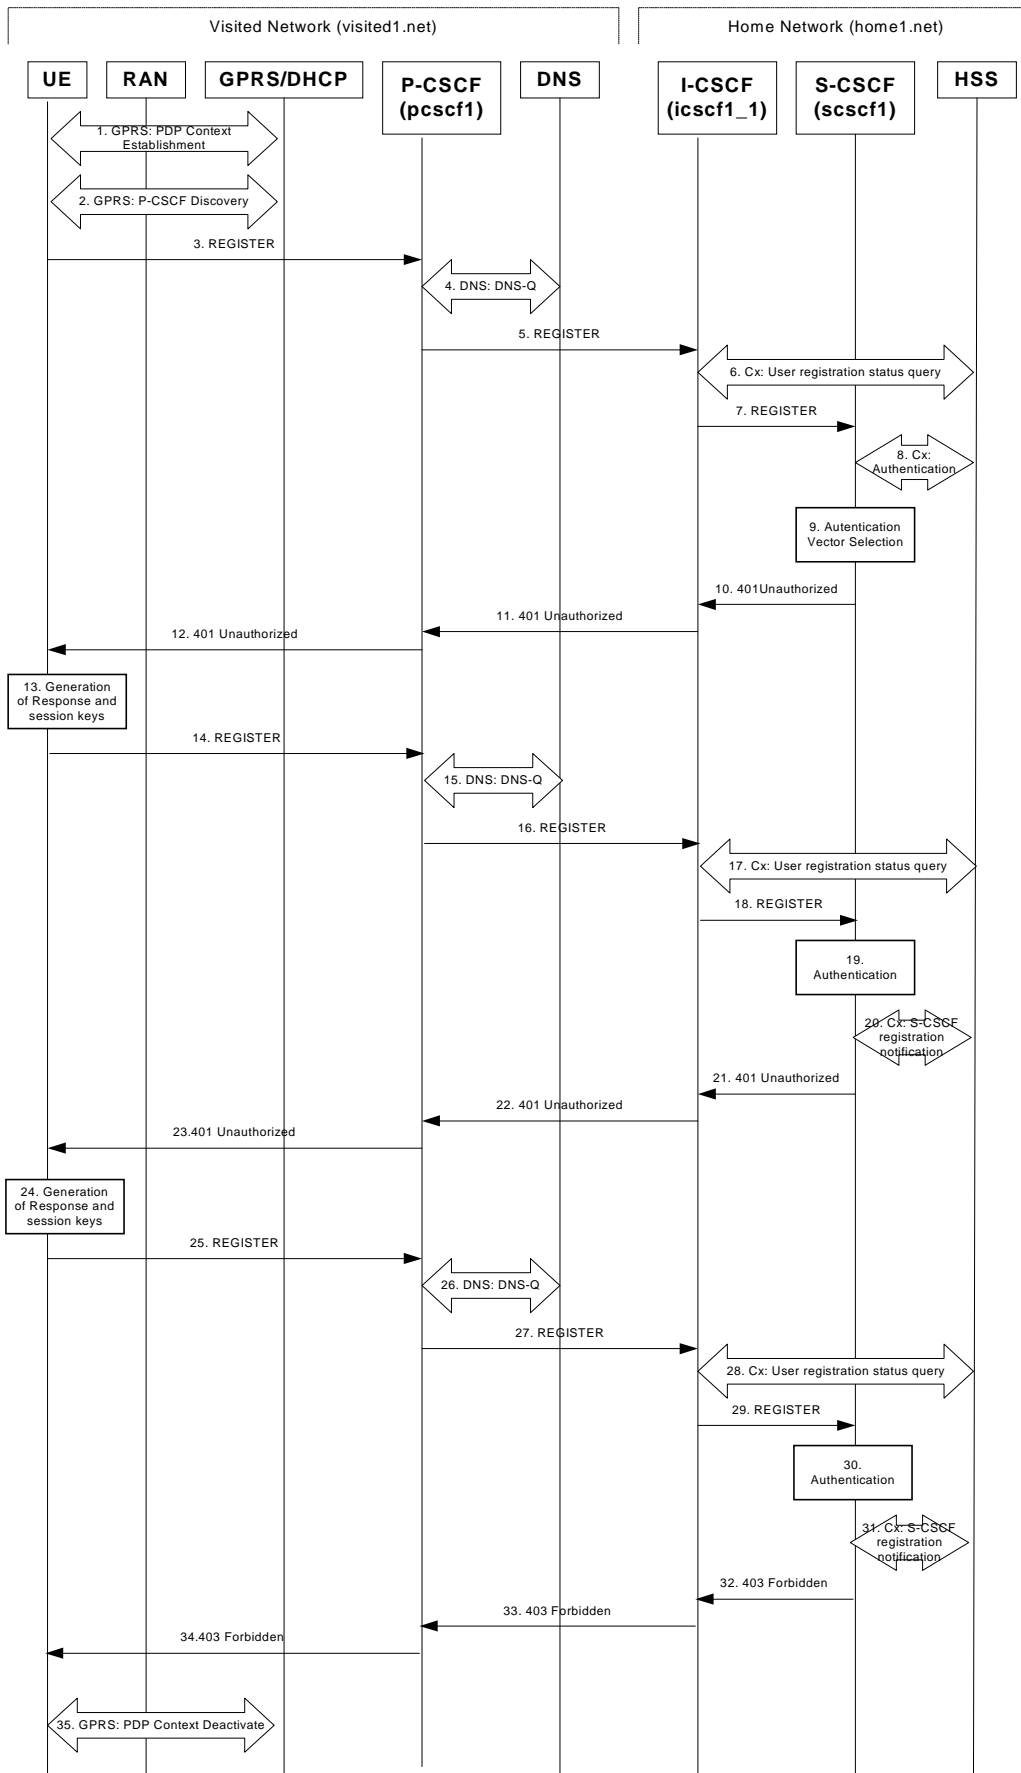 Visited Network (visited1.net)
Home Network (home1.net)
UE
RAN
GPRS/DHCP
P-CSCF
(pcscf1)
DNS
I-CSCF
(icscf1_1)
S-CSCF
(scscf1)
HSS
1. GPRS: PDP Context
Establishment
2. GPRS: P-CSCF Discovery
3. REGISTER
4. DNS: DNS-Q
5. REGISTER
6. Cx: User registration status query
7. REGISTER
8. Cx:
Authentication
9. Autentication
Vector Selection
10. 401Unauthorized
11. 401 Unauthorized
12. 401 Unauthorized
13. Generation
of Response and
session keys
14. REGISTER
15. DNS: DNS-Q
16. REGISTER
17. Cx: User registration status query
18. REGISTER
19.
Authentication
20. Cx: S-CSCF
registration
notification
21. 401 Unauthorized
22. 401 Unauthorized
23.401 Unauthorized
24. Generation
of Response and
session keys
25. REGISTER
26. DNS: DNS-Q
27. REGISTER
28. Cx: User registration status query
29. REGISTER
30.
Authentication
31. Cx: S-CSCF
registration
notification
32. 403 Forbidden
33. 403 Forbidden
34.403 Forbidden
35. GPRS: PDP Context Deactivate